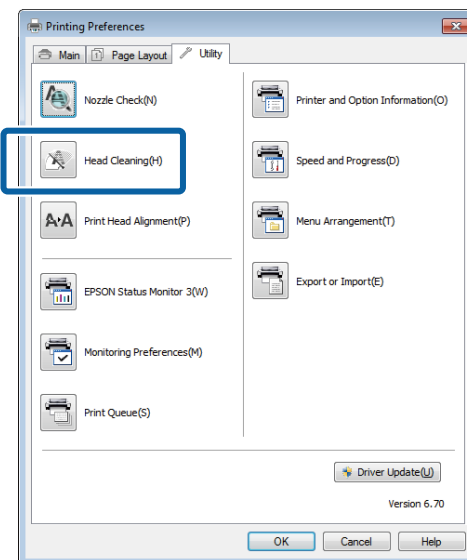 Printing Preferences
Main
Page Layout
Utility
Nozzle Check(N)
Head Cleaning(H)
Print Head Alignment(P)
EPSON Status Monitor 3(W)
Monitoring Preferences(M)
Print Queue(S)
Printer and Option Information(O)
Speed and Progress(D)
Menu Arrangement(T)
Export or Import(E)
Driver Update(U)
Version 6.70
OK
Cancel
Help